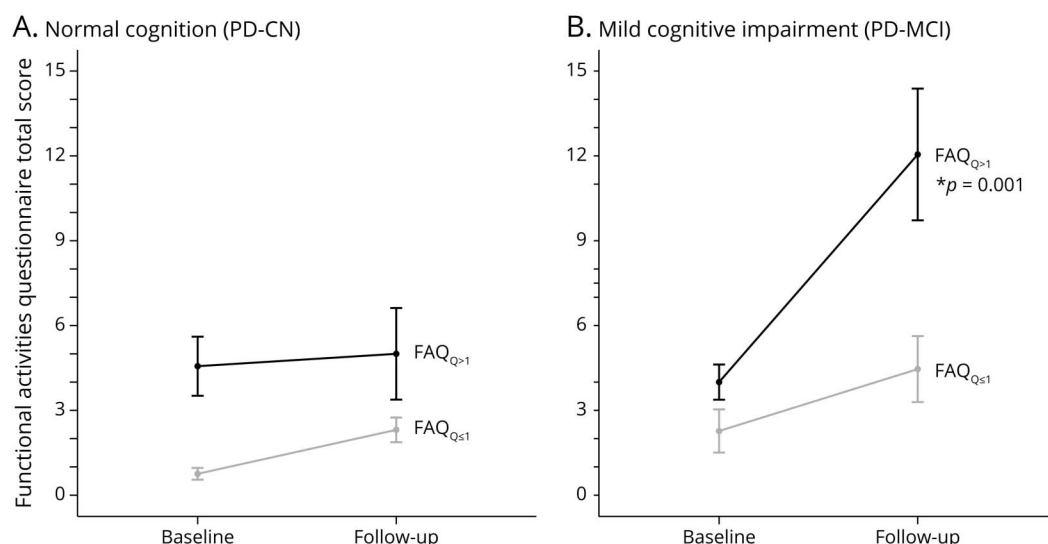 A. Normal cognition (PD-CN)
Functional activities questionnaire total score
15
12
9
6
3
0
FAQQ>1
FAQQ≤1
Baseline
Follow-up
B. Mild cognitive impairment (PD-MCI)
15
12
9
6
3
0
FAQQ>1
*p = 0.001
FAQQ≤1
Baseline
Follow-up